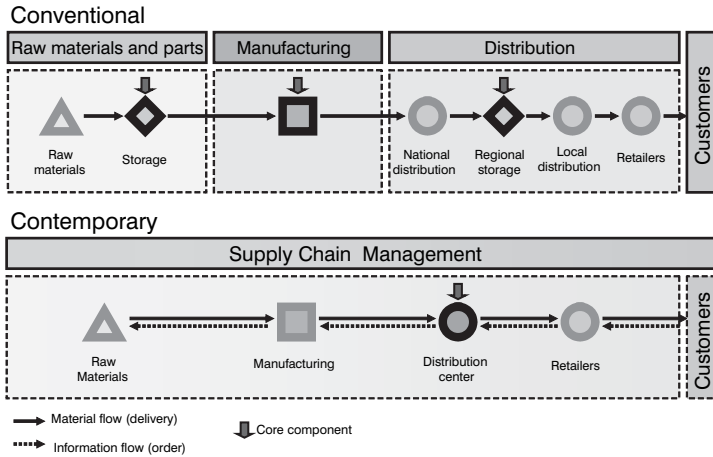 Conventional
Raw materials and parts
Manufacturing
Distribution
Customers
Raw
materials
Storage
National
distribution
Regional
storage
Local
distribution
Retailers
Contemporary
Supply Chain Management
Customers
Raw
Materials
Manufacturing
Distribution
center
Retailers
Material flow (delivery)
Core component
Information flow (order)